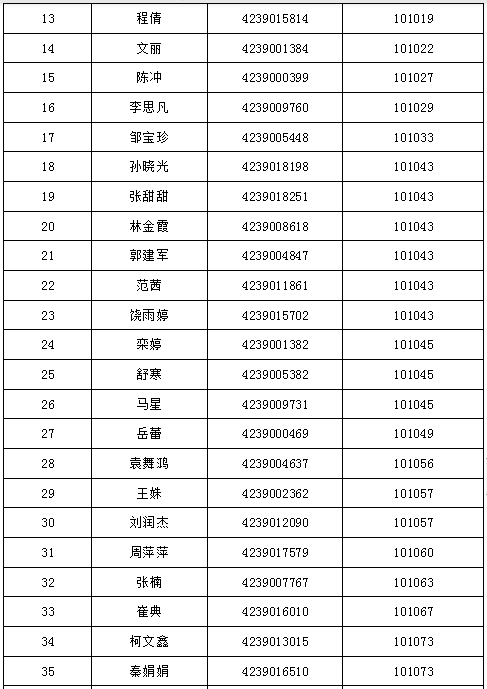 13 程倩 4239015814 101019
14 文丽 4239001384 101022
15 陈冲 4239000399 101027
16 李思凡 4239009760 101029
17 邹宝珍 4239005448 101033
18 孙晓光 4239018198 101043
19 张甜甜 4239018251 101043
20 林金霞 4239008618 101043
21 郭建军 4239004847 101043
22 范茜 4239011861 101043
23 饶雨婷 4239015702 101043
24 栾婷 4239001382 101045
25 舒寒 4239005382 101045
26 马星 4239009731 101045
27 岳蕾 4239000469 101049
28 袁舞鸿 4239004637 101056
29 王姝 4239002362 101057
30 刘润杰 4239012090 101057
31 周萍萍 4239017579 101060
32 张楠 4239007767 101063
33 崔典 4239016010 101067
34 柯文鑫 4239013015 101073
35 秦娟娟 4239016510 101073